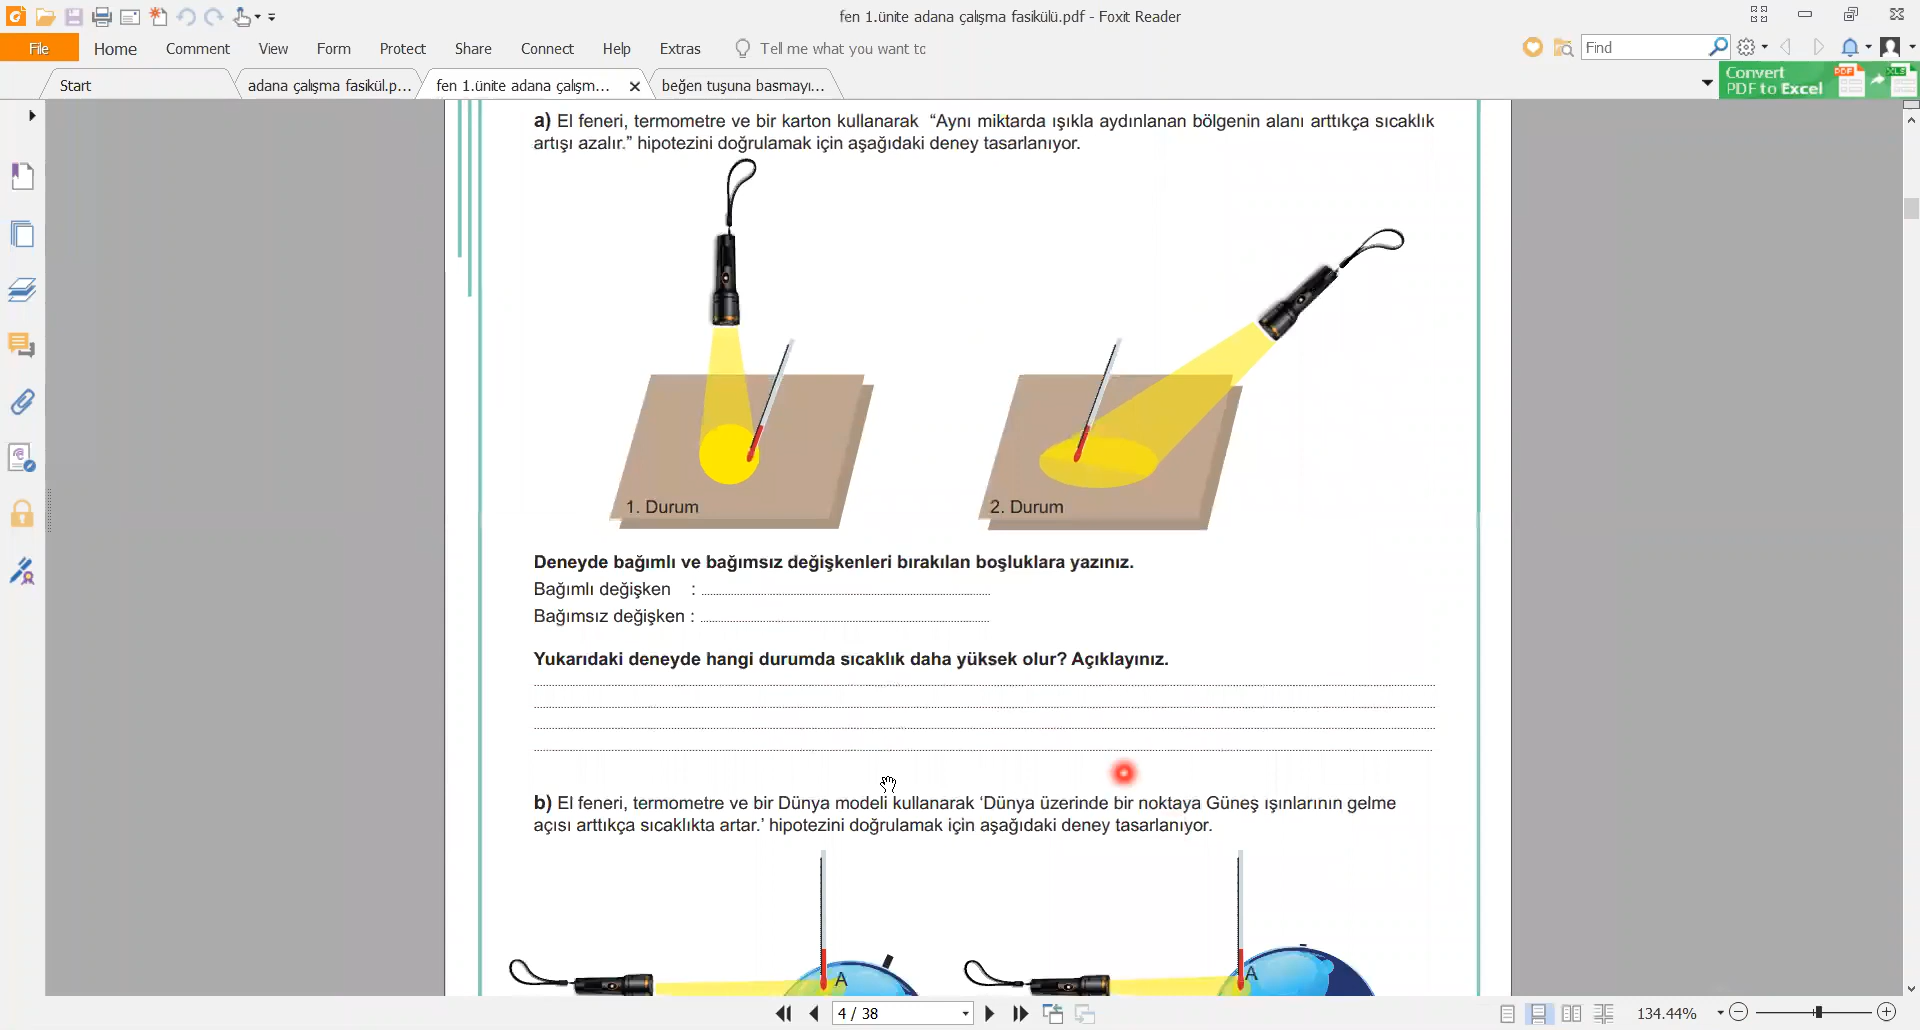 fen 1.ünite adana çalışma fasikülü.pdf - Foxit Reader
File Home Comment View Form Protect Share Connect Help Extras Tell me what you want to
Find
Start adana çalışma fasikül.p... fen 1.ünite adana çalışm... beğen tuşuna basmayı...
Convert
PDF to Excel
PDF
XLS
a) El feneri, termometre ve bir karton kullanarak “Aynı miktarda ışıkla aydınlanan bölgenin alanı arttıkça sıcaklık
artışı azalır.” hipotezini doğrulamak için aşağıdaki deney tasarlanıyor.
1. Durum
2. Durum
Deneyde bağımlı ve bağımsız değişkenleri bırakılan boşluklara yazınız.
Bağımlı değişken :
Bağımsız değişken :
Yukarıdaki deneyde hangi durumda sıcaklık daha yüksek olur? Açıklayınız.
b) El feneri, termometre ve bir Dünya modeli kullanarak ‘Dünya üzerinde bir noktaya Güneş ışınlarının gelme
açısı arttıkça sıcaklıkta artar.’ hipotezini doğrulamak için aşağıdaki deney tasarlanıyor.
A
A
4 / 38
134.44%